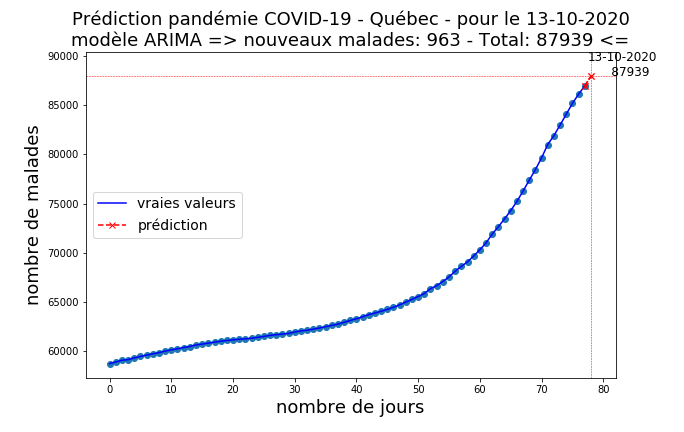 Prédiction pandémie COVID-19 - Québec - pour le 13-10-2020
modèle ARIMA => nouveaux malades: 963 - Total: 87939 <=
13-10-2020
87939
90000
85000
80000
75000
70000
65000
60000
nombre de malades
vraies valeurs
prédiction
0 10 20 30 40 50 60 70 80
nombre de jours